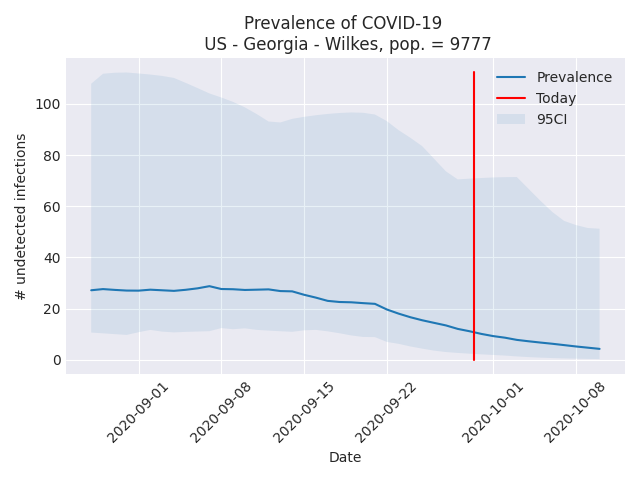 Prevalence of COVID-19
US - Georgia - Wilkes, pop. = 9777
Prevalence
Today
95CI
# undetected infections
100
80
60
40
20
0
2020-09-01
2020-09-08
2020-09-15
2020-09-22
2020-10-01
2020-10-08
Date